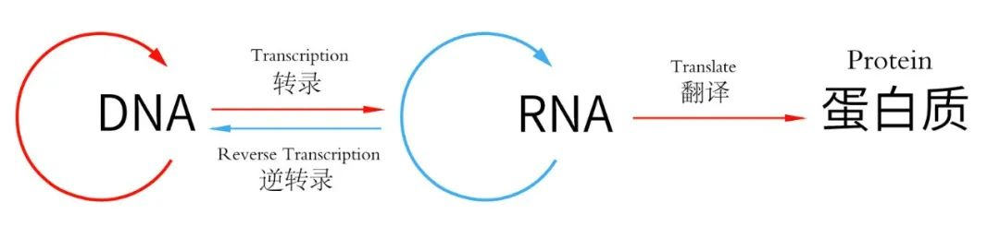 DNA
Transcription
转录
Reverse Transcription
逆转录
RNA
Translate
翻译
Protein
蛋白质